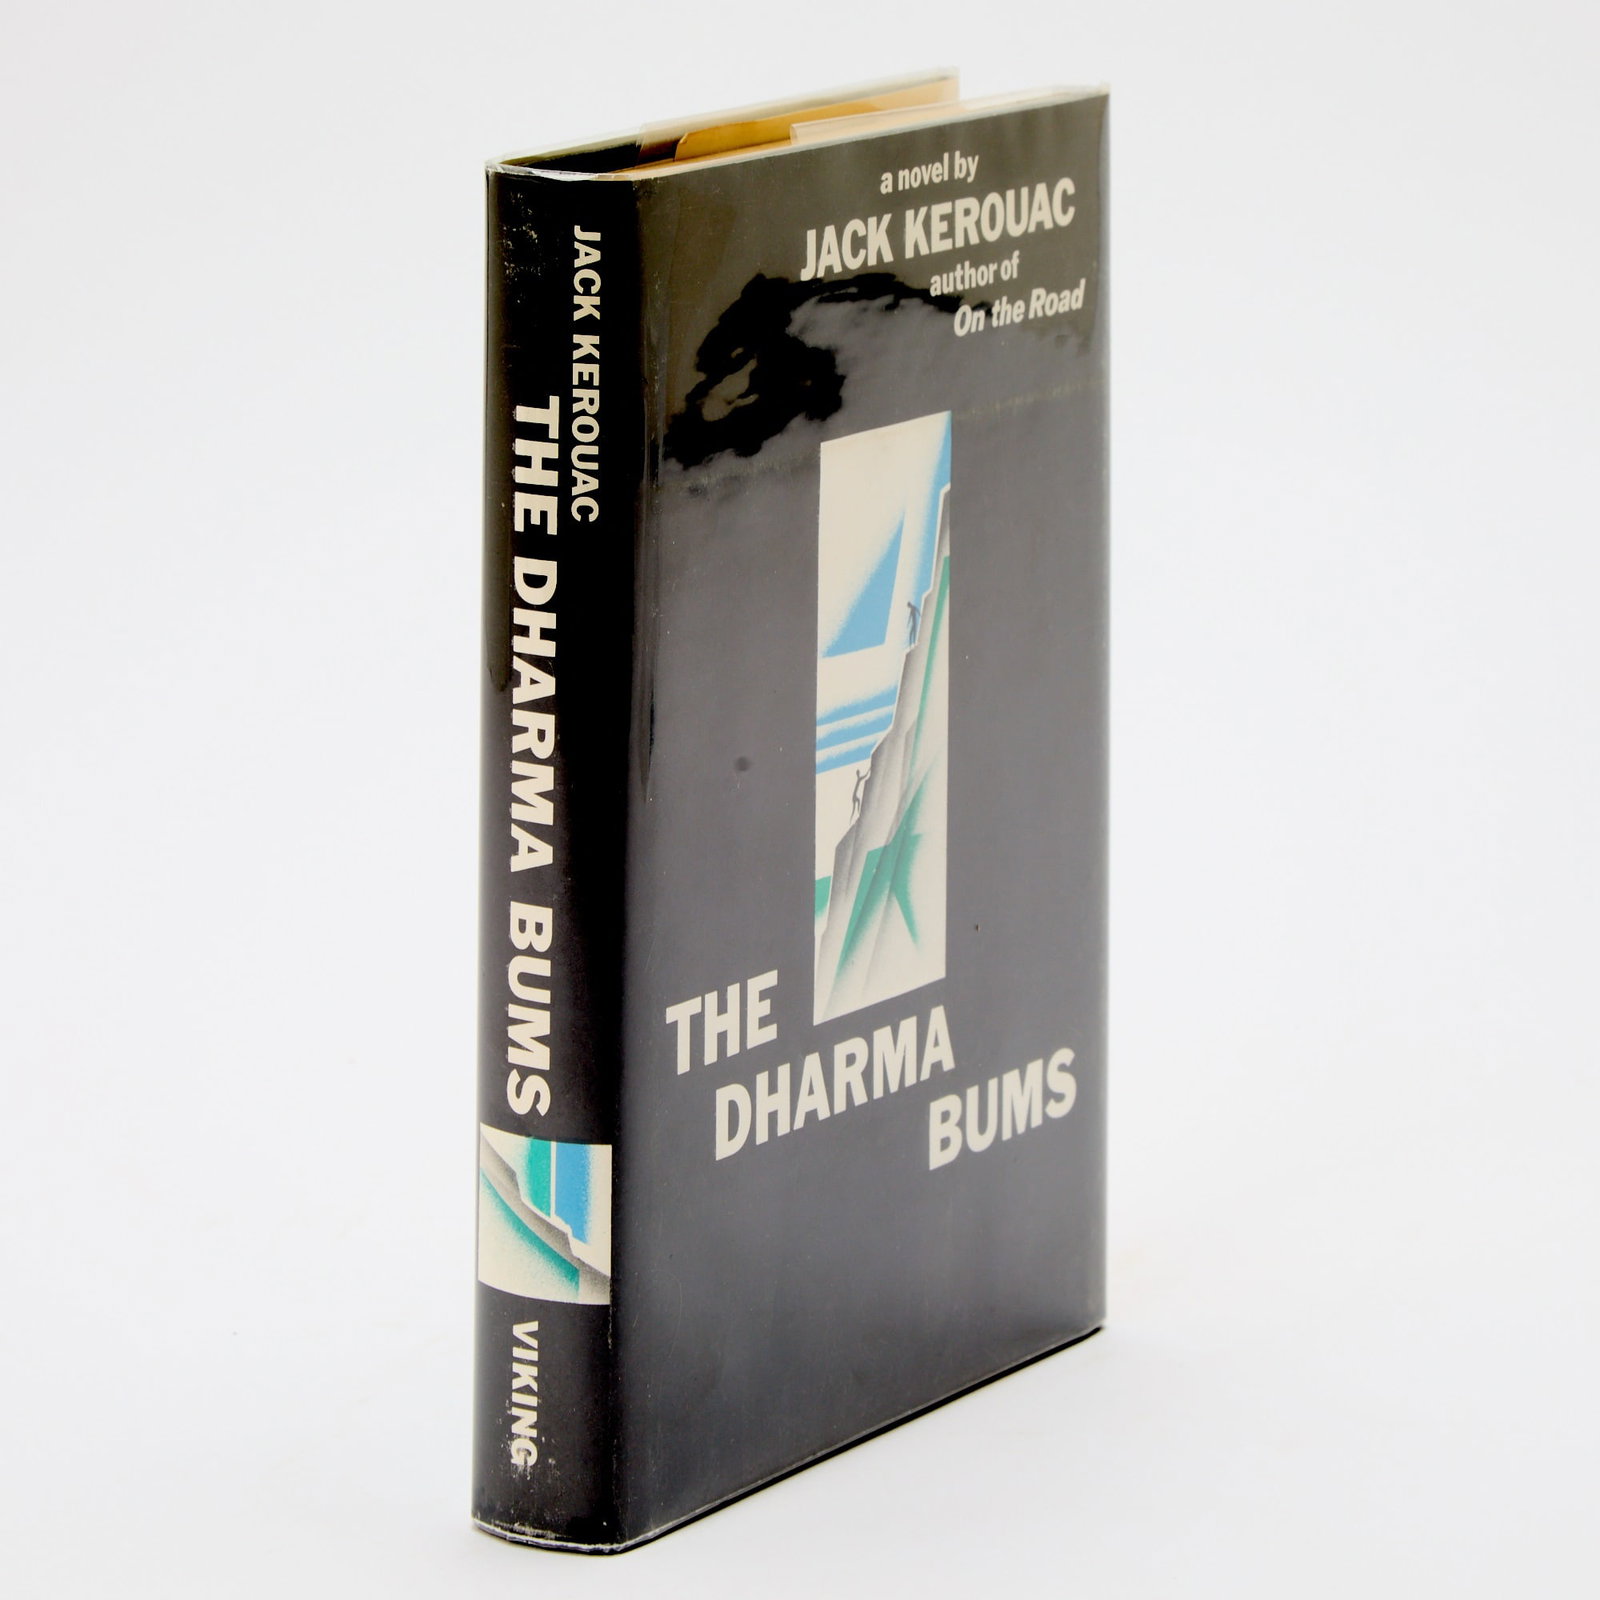 JACK KEROUAC
THE DHARMA BUMS
VIKING
a novel by
JACK KEROUAC
author of
On the Road
THE
DHARMA
BUMS